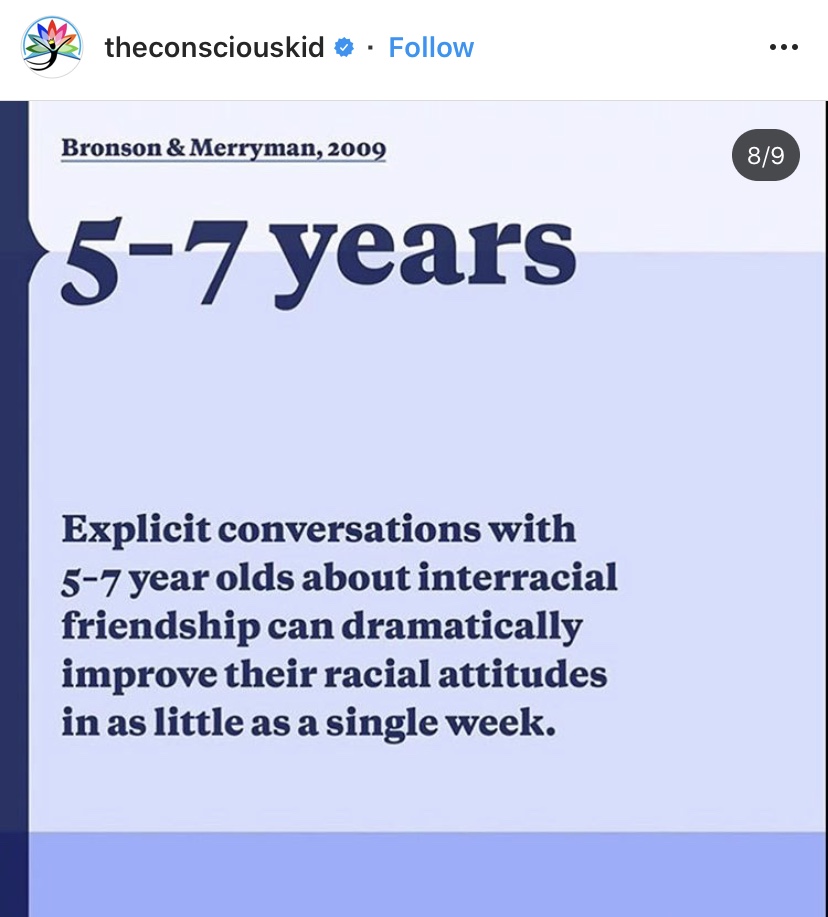 theconsciouskid · Follow
Bronson & Merryman, 2009
8/9
5-7 years
Explicit conversations with
5-7 year olds about interracial
friendship can dramatically
improve their racial attitudes
in as little as a single week.